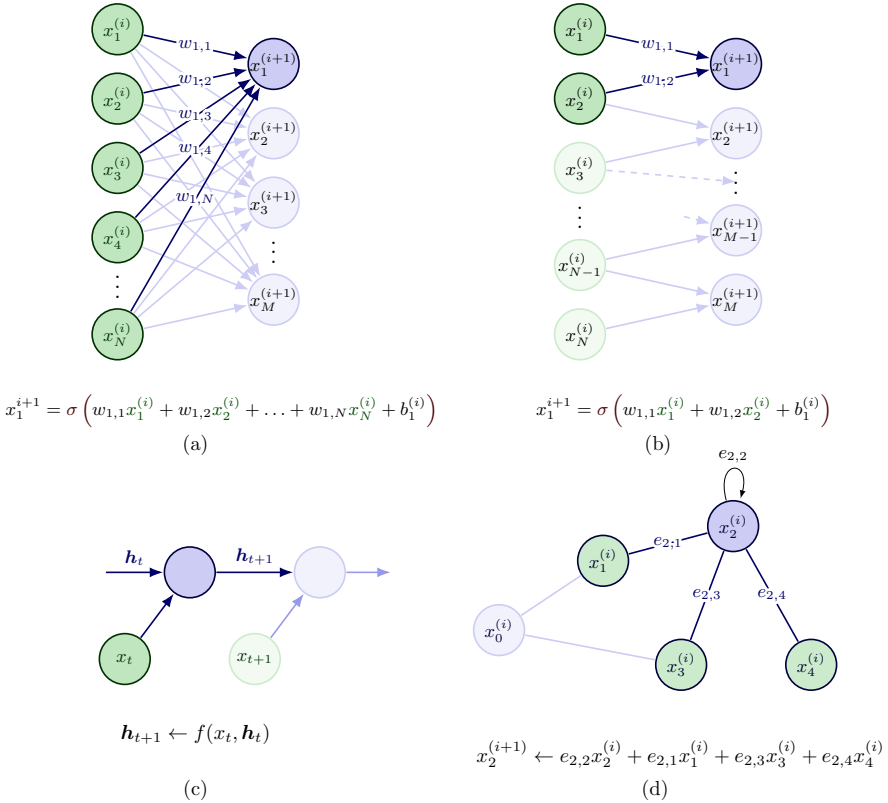 x_1^{(i)}
x_2^{(i)}
x_3^{(i)}
x_4^{(i)}
⋮
x_N^{(i)}
w_{1,1}
w_{1,2}
w_{1,3}
w_{1,4}
w_{1,N}
x_1^{(i+1)}
x_2^{(i+1)}
x_3^{(i+1)}
⋮
x_M^{(i+1)}
x_1^{i+1} = σ(w_{1,1}x_1^{(i)} + w_{1,2}x_2^{(i)} + … + w_{1,N}x_N^{(i)} + b_1^{(i)})
(a)
x_1^{(i)}
x_2^{(i)}
x_3^{(i)}
⋮
x_{N−1}^{(i)}
x_N^{(i)}
w_{1,1}
w_{1,2}
x_1^{(i+1)}
x_2^{(i+1)}
⋮
x_{M−1}^{(i+1)}
x_M^{(i+1)}
x_1^{i+1} = σ(w_{1,1}x_1^{(i)} + w_{1,2}x_2^{(i)} + b_1^{(i)})
(b)
h_t
h_{t+1}
x_t
x_{t+1}
h_{t+1} ← f(x_t, h_t)
(c)
e_{2,2}
x_2^{(i)}
e_{2,1}
x_1^{(i)}
e_{2,3}
e_{2,4}
x_0^{(i)}
x_3^{(i)}
x_4^{(i)}
x_2^{(i+1)} ← e_{2,2}x_2^{(i)} + e_{2,1}x_1^{(i)} + e_{2,3}x_3^{(i)} + e_{2,4}x_4^{(i)}
(d)